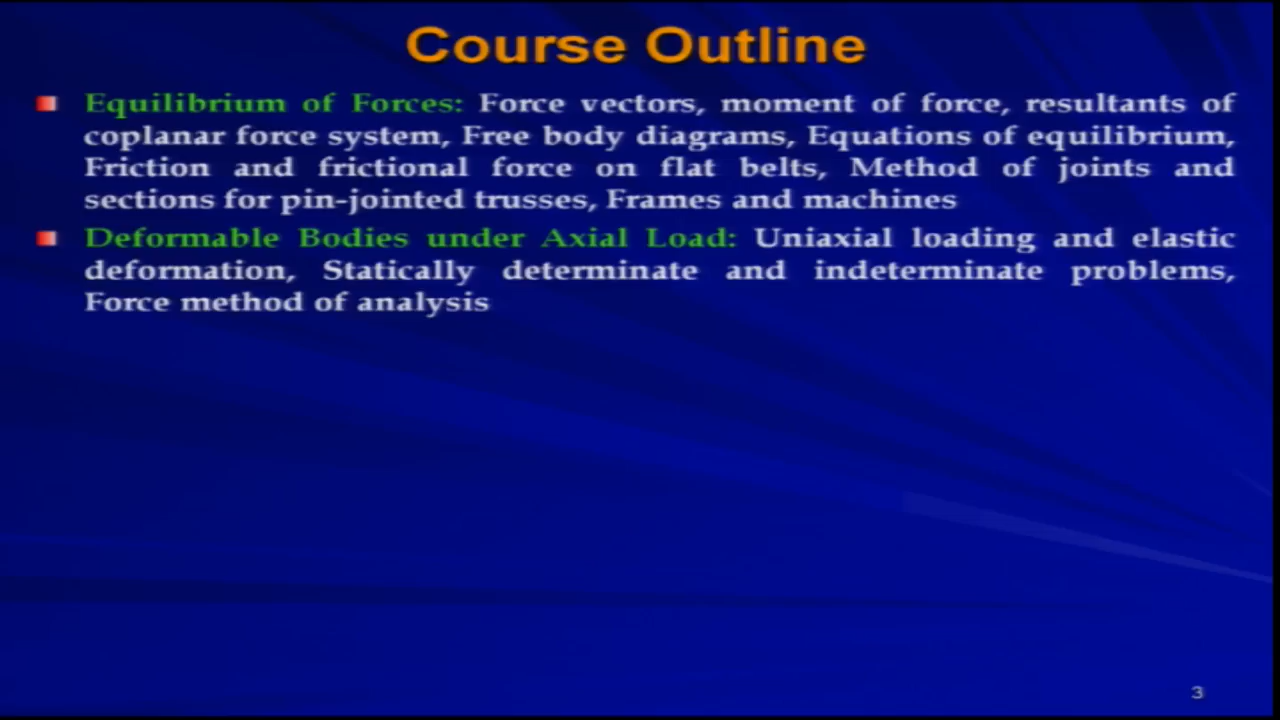 Course Outline
Equilibrium of Forces: Force vectors, moment of force, resultants of
coplanar force system, Free body diagrams, Equations of equilibrium,
Friction and frictional force on flat belts, Method of joints and
sections for pin-jointed trusses, Frames and machines
Deformable Bodies under Axial Load: Uniaxial loading and elastic
deformation, Statically determinate and indeterminate problems,
Force method of analysis
3